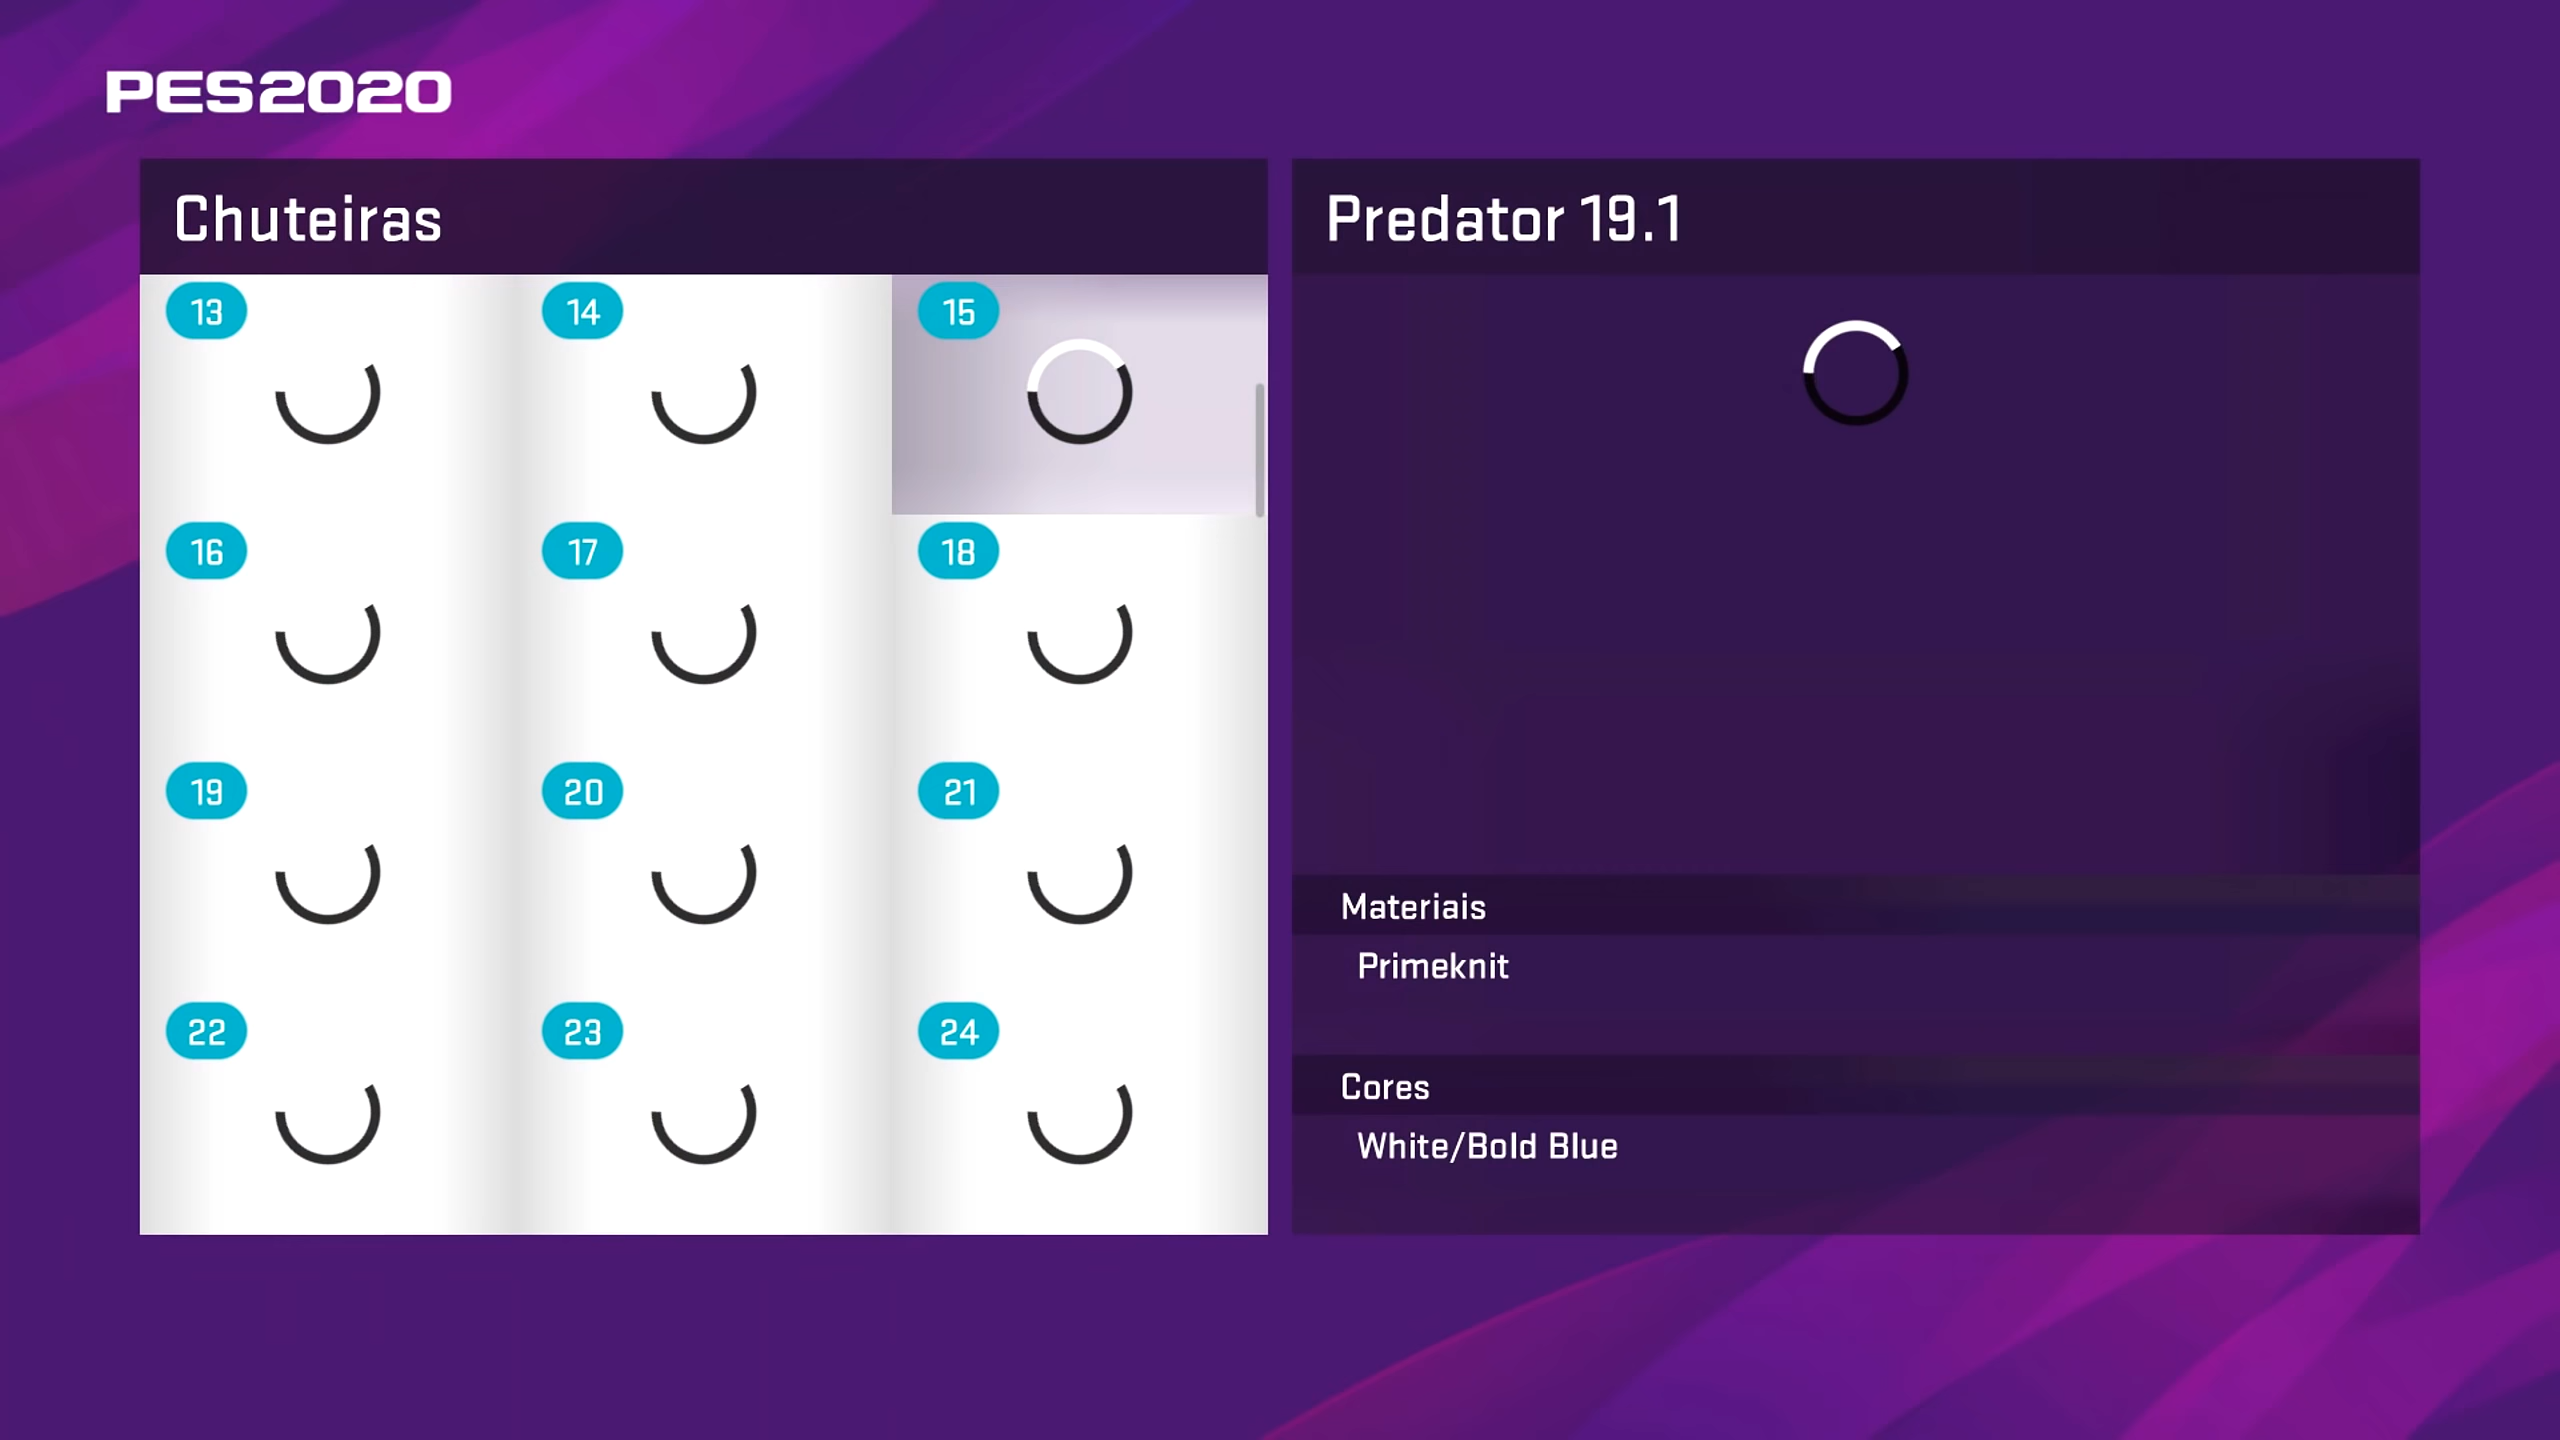 PES2020
Chuteiras
13
14
15
16
17
18
19
20
21
22
23
24
Predator 19.1
Materiais
Primeknit
Cores
White/Bold Blue